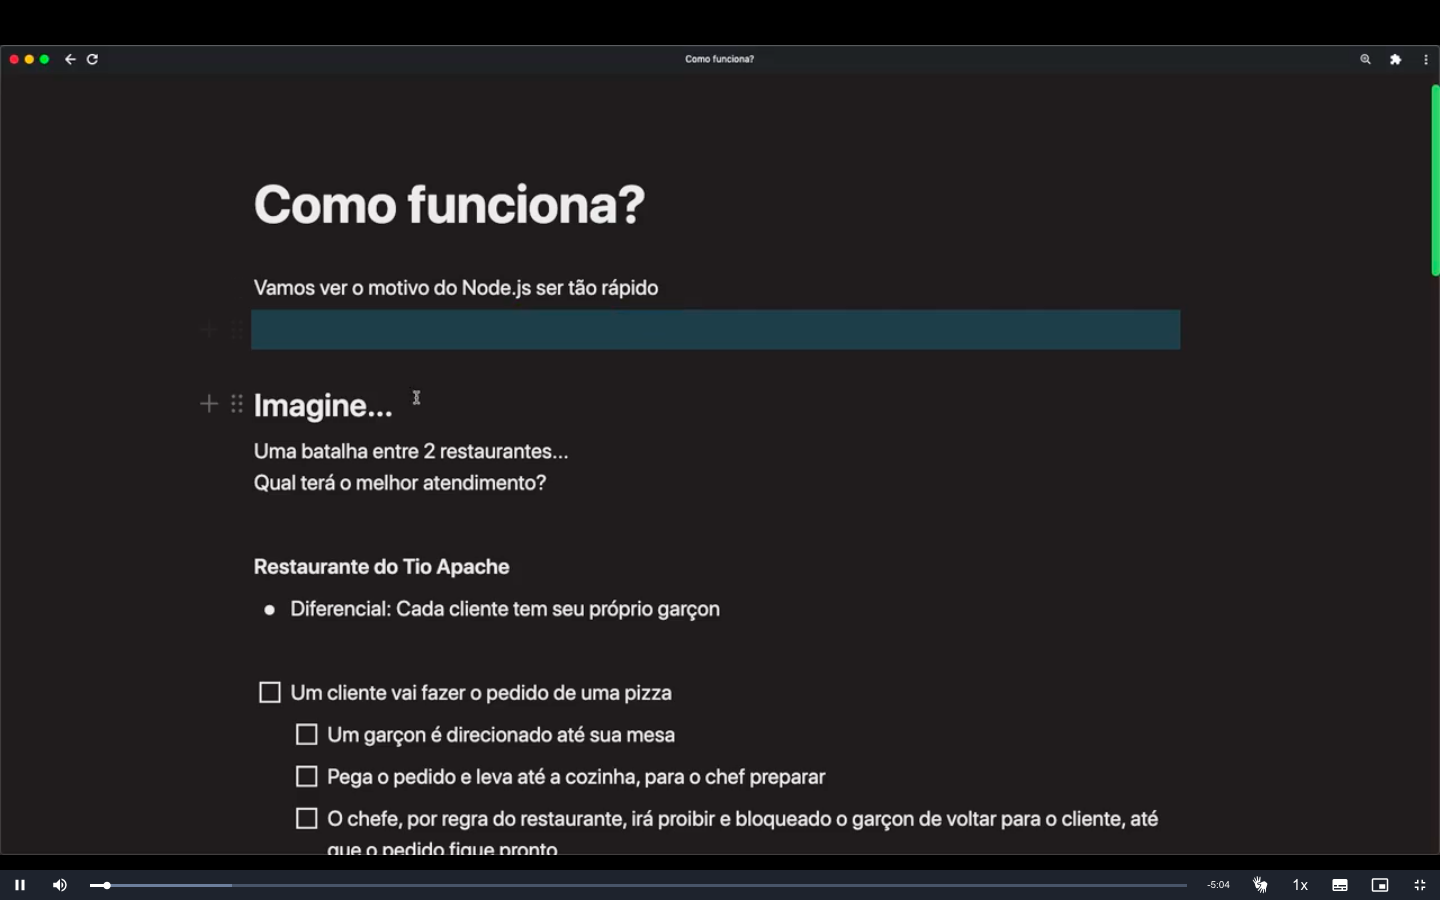 Como funciona?
Como funciona?
Vamos ver o motivo do Node.js ser tão rápido
Imagine...
Uma batalha entre 2 restaurantes...
Qual terá o melhor atendimento?
Restaurante do Tio Apache
Diferencial: Cada cliente tem seu próprio garçon
Um cliente vai fazer o pedido de uma pizza
Um garçon é direcionado até sua mesa
Pega o pedido e leva até a cozinha, para o chef preparar
O chefe, por regra do restaurante, irá proibir e bloqueado o garçon de voltar para o cliente, até
que o pedido fique pronto
-5:04
1x